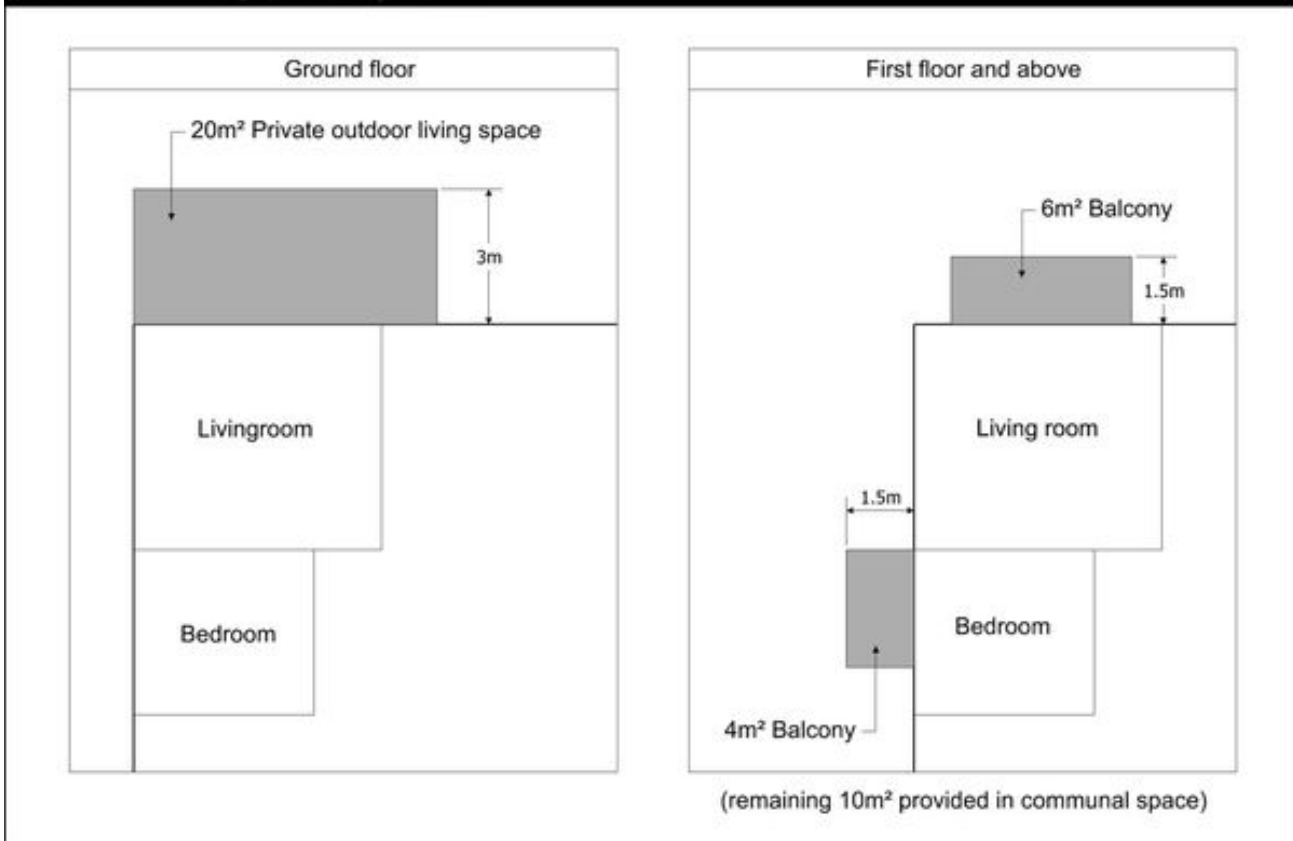 Ground floor
20m² Private outdoor living space
3m
Livingroom
Bedroom
First floor and above
6m² Balcony
1.5m
Living room
1.5m
Bedroom
4m² Balcony
(remaining 10m² provided in communal space)